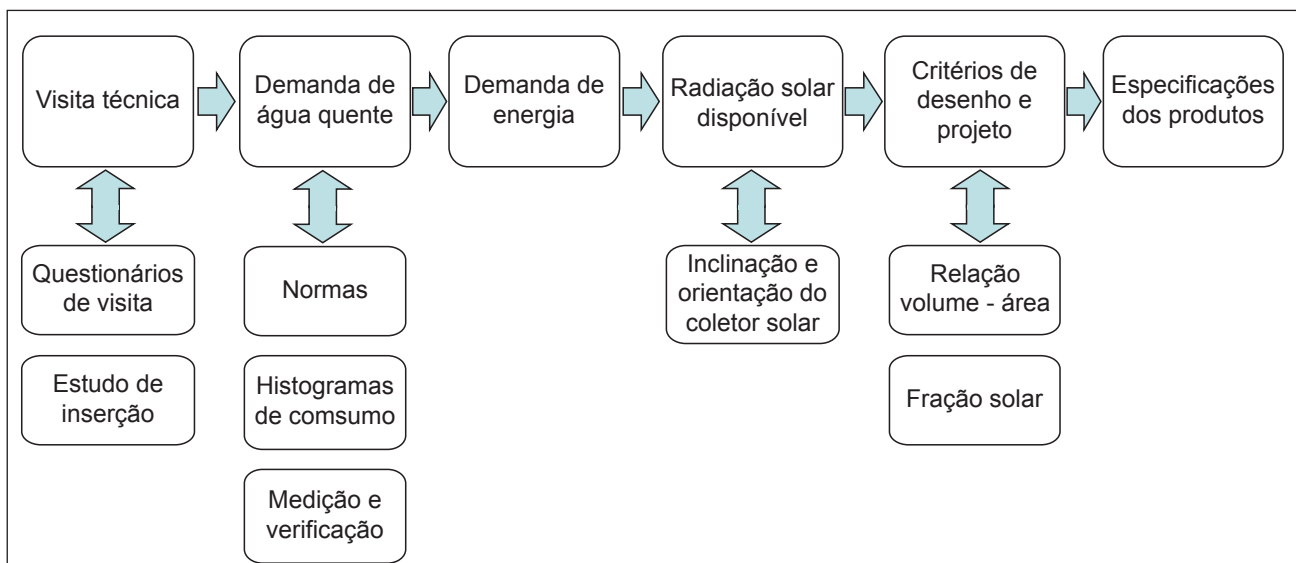 Visita técnica
Demanda de
água quente
Demanda de
energia
Radiação solar
disponível
Critérios de
desenho e
projeto
Especificações
dos produtos
Questionários
de visita
Estudo de
inserção
Normas
Histogramas
de comsumo
Medição e
verificação
Inclinação e
orientação do
coletor solar
Relação
volume - área
Fração solar